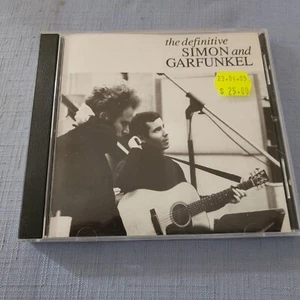 the definitive
SIMON and
GARFUNKEL
$ 25.00